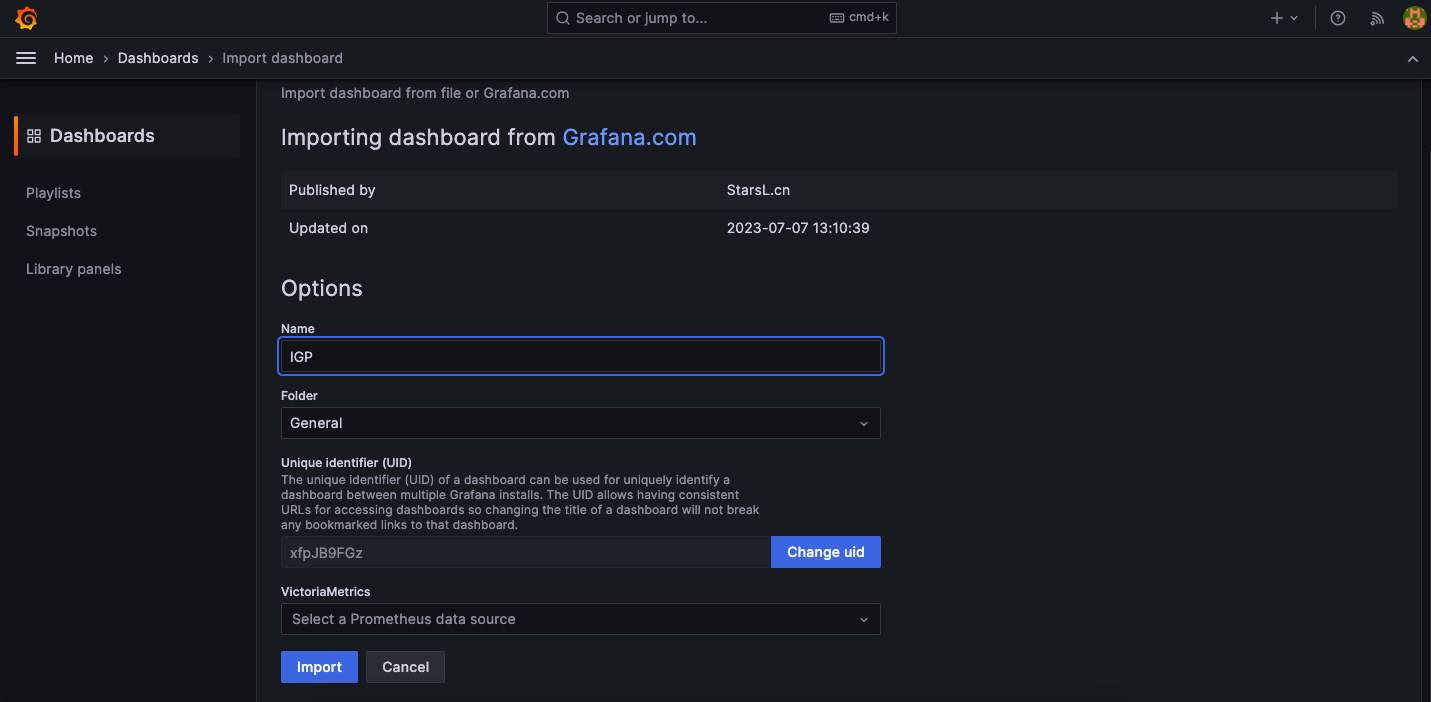 Search or jump to...
cmd+k
Home › Dashboards › Import dashboard
Dashboards
Playlists
Snapshots
Library panels
Import dashboard from file or Grafana.com
Importing dashboard from Grafana.com
Published by StarsL.cn
Updated on 2023-07-07 13:10:39
Options
Name
IGP
Folder
General
Unique identifier (UID)
The unique identifier (UID) of a dashboard can be used for uniquely identify a
dashboard between multiple Grafana installs. The UID allows having consistent
URLs for accessing dashboards so changing the title of a dashboard will not break
any bookmarked links to that dashboard.
xfpJB9FGz
Change uid
VictoriaMetrics
Select a Prometheus data source
Import
Cancel